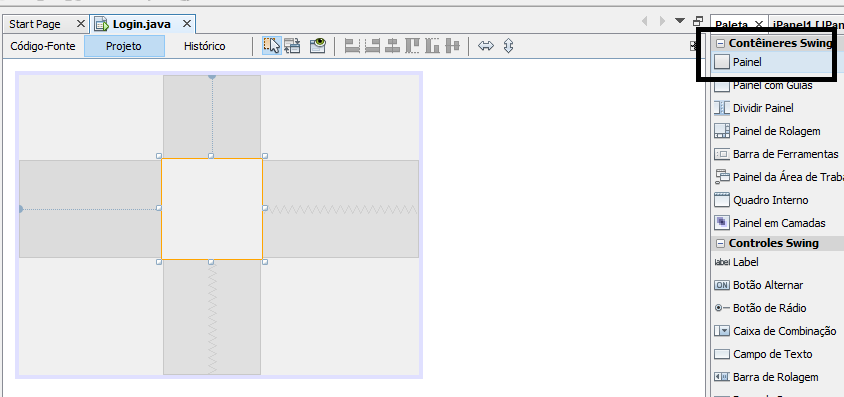 Start Page
Login.java
Paleta
jPanel1 [JPan
Código-Fonte
Projeto
Histórico
Contêineres Swing
Painel
Painel com Guias
Dividir Painel
Painel de Rolagem
Barra de Ferramentas
Painel da Área de Traba
Quadro Interno
Painel em Camadas
Controles Swing
label Label
ON Botão Alternar
Botão de Rádio
Caixa de Combinação
Campo de Texto
Barra de Rolagem